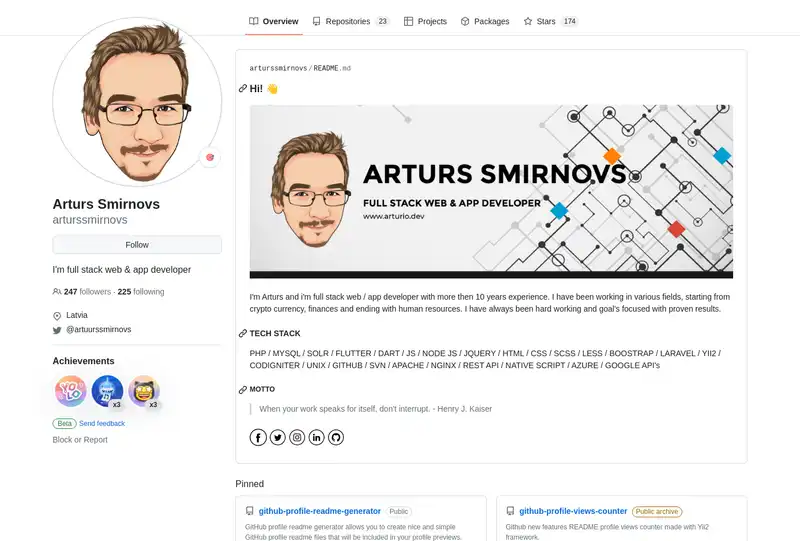 Overview Repositories 23 Projects Packages Stars 174
Arturs Smirnovs
arturssmirnovs
Follow
I'm full stack web & app developer
247 followers · 225 following
Latvia
@artuurssmirnovs
Achievements
YOLO
x3
x3
Beta Send feedback
Block or Report
arturssmirnovs/README.md
Hi! 👋
ARTURS SMIRNOVS
FULL STACK WEB & APP DEVELOPER
www.arturio.dev
I'm Arturs and i'm full stack web / app developer with more then 10 years experience. I have been working in various fields, starting from
crypto currency, finances and ending with human resources. I have always been hard working and goal's focused with proven results.
TECH STACK
PHP / MYSQL / SOLR / FLUTTER / DART / JS / NODE JS / JQUERY / HTML / CSS / SCSS / LESS / BOOSTRAP / LARAVEL / YII2 /
CODIGNITER / UNIX / GITHUB / SVN / APACHE / NGINX / REST API / NATIVE SCRIPT / AZURE / GOOGLE API's
MOTTO
When your work speaks for itself, don't interrupt. - Henry J. Kaiser
Pinned
github-profile-readme-generator Public
GitHub profile readme generator allows you to create nice and simple
GitHub profile readme files that will be included in your profile previews.
github-profile-views-counter Public archive
Github new features README profile views counter made with Yii2
framework.